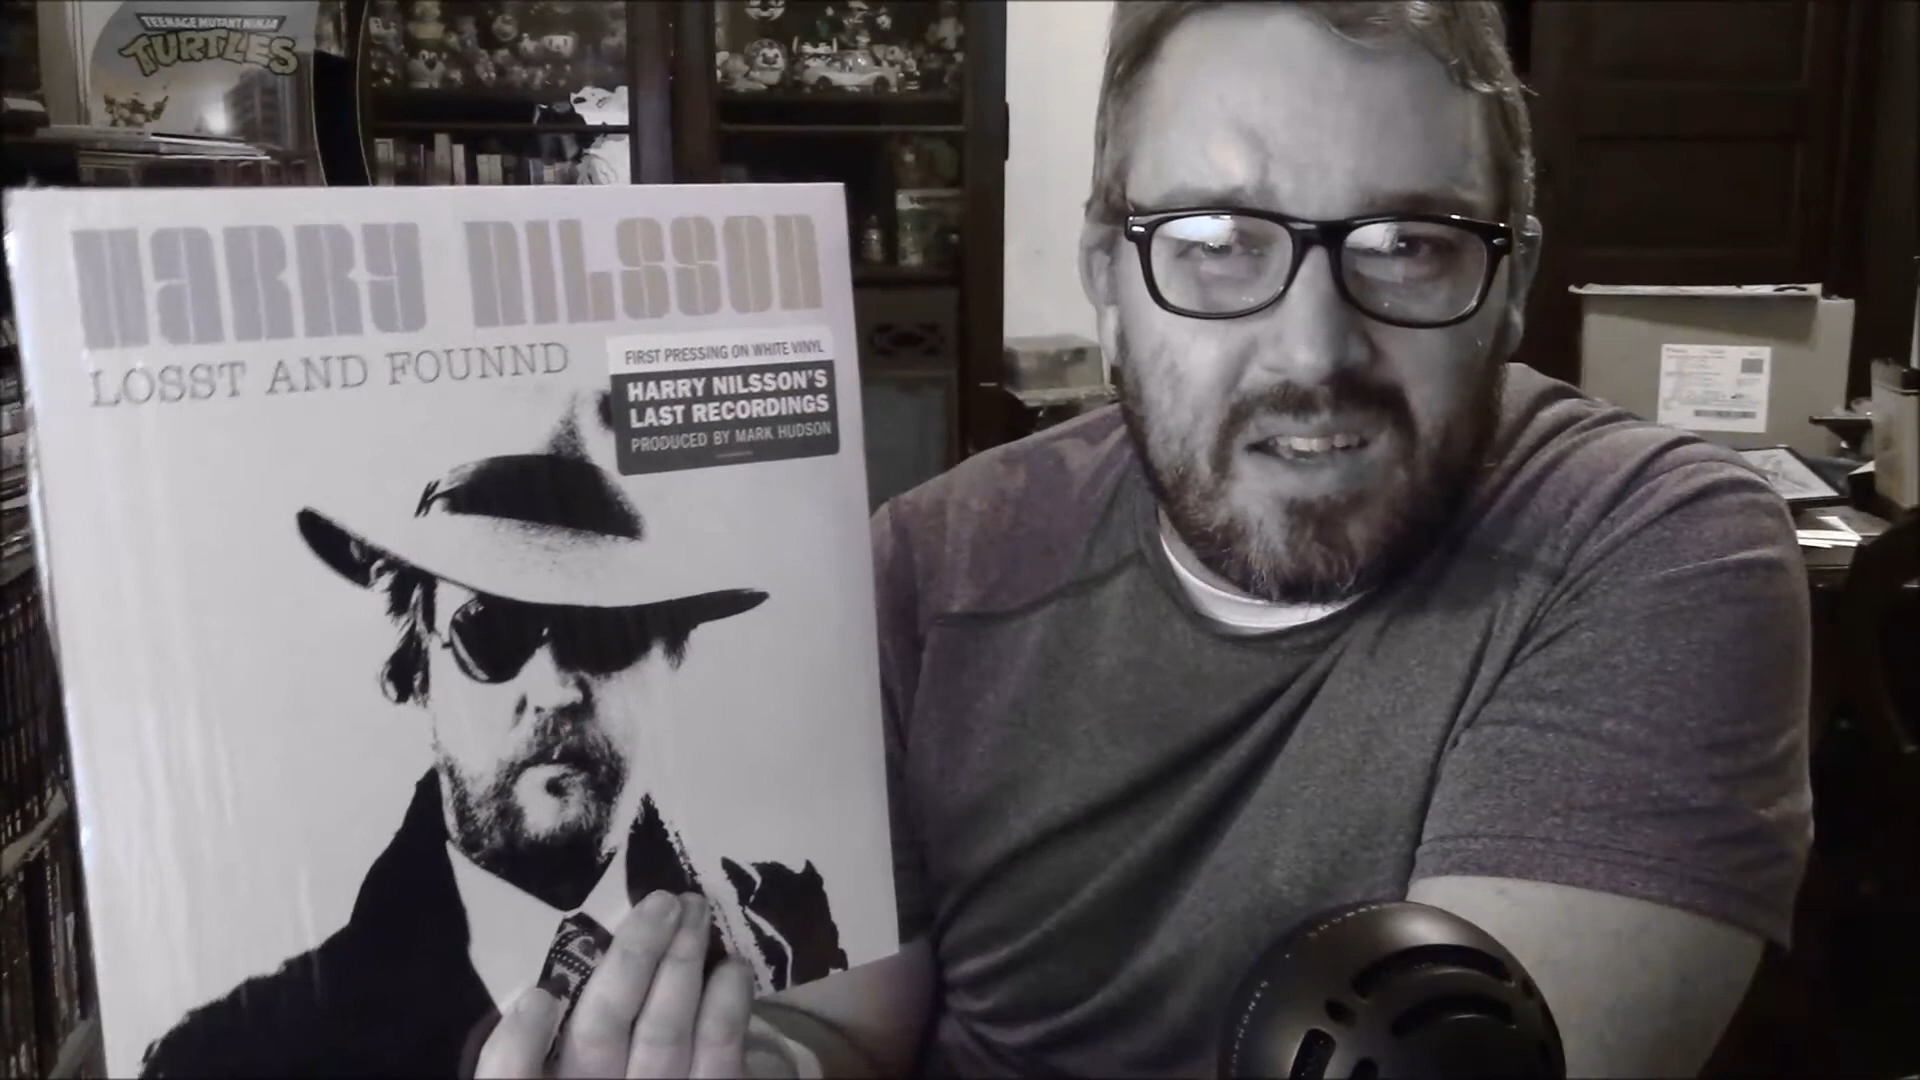 TEENAGE MUTANT NINJA
TURTLES
HARRY NILSSON
LOSST AND FOUNND
FIRST PRESSING ON WHITE VINYL
HARRY NILSSON'S
LAST RECORDINGS
PRODUCED BY MARK HUDSON